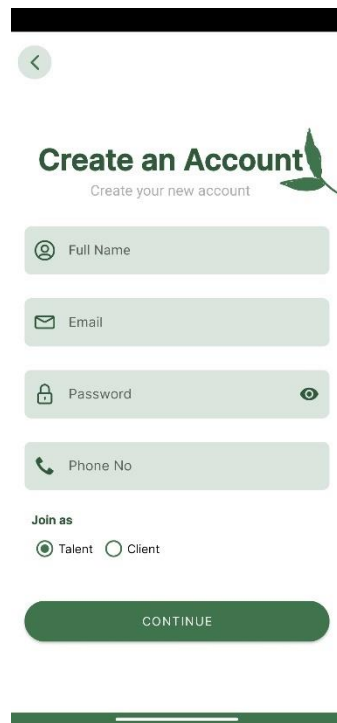 Create an Account
Create your new account
Full Name
Email
Password
Phone No
Join as
Talent Client
CONTINUE